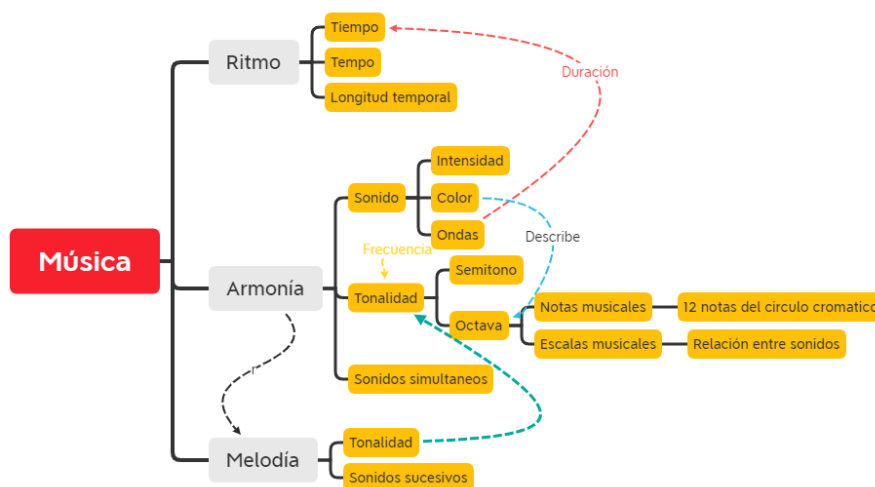 Música
Ritmo
Tiempo
Tempo
Longitud temporal
Duración
Armonía
Sonido
Intensidad
Color
Ondas
Describe
Frecuencia
Tonalidad
Semitono
Octava
Notas musicales
12 notas del circulo cromatico
Escalas musicales
Relación entre sonidos
Sonidos simultaneos
r
Melodía
Tonalidad
Sonidos sucesivos